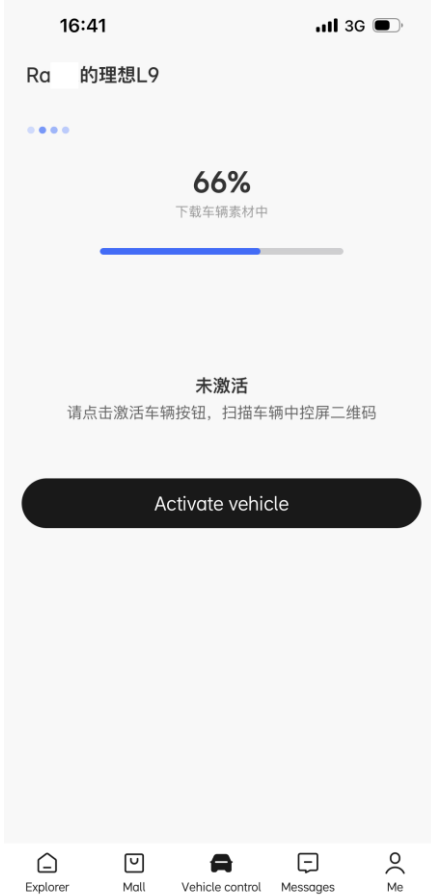 16:41 3G
Ra 的理想L9
66%
下载车辆素材中
未激活
请点击激活车辆按钮，扫描车辆中控屏二维码
Activate vehicle
Explorer Mall Vehicle control Messages Me